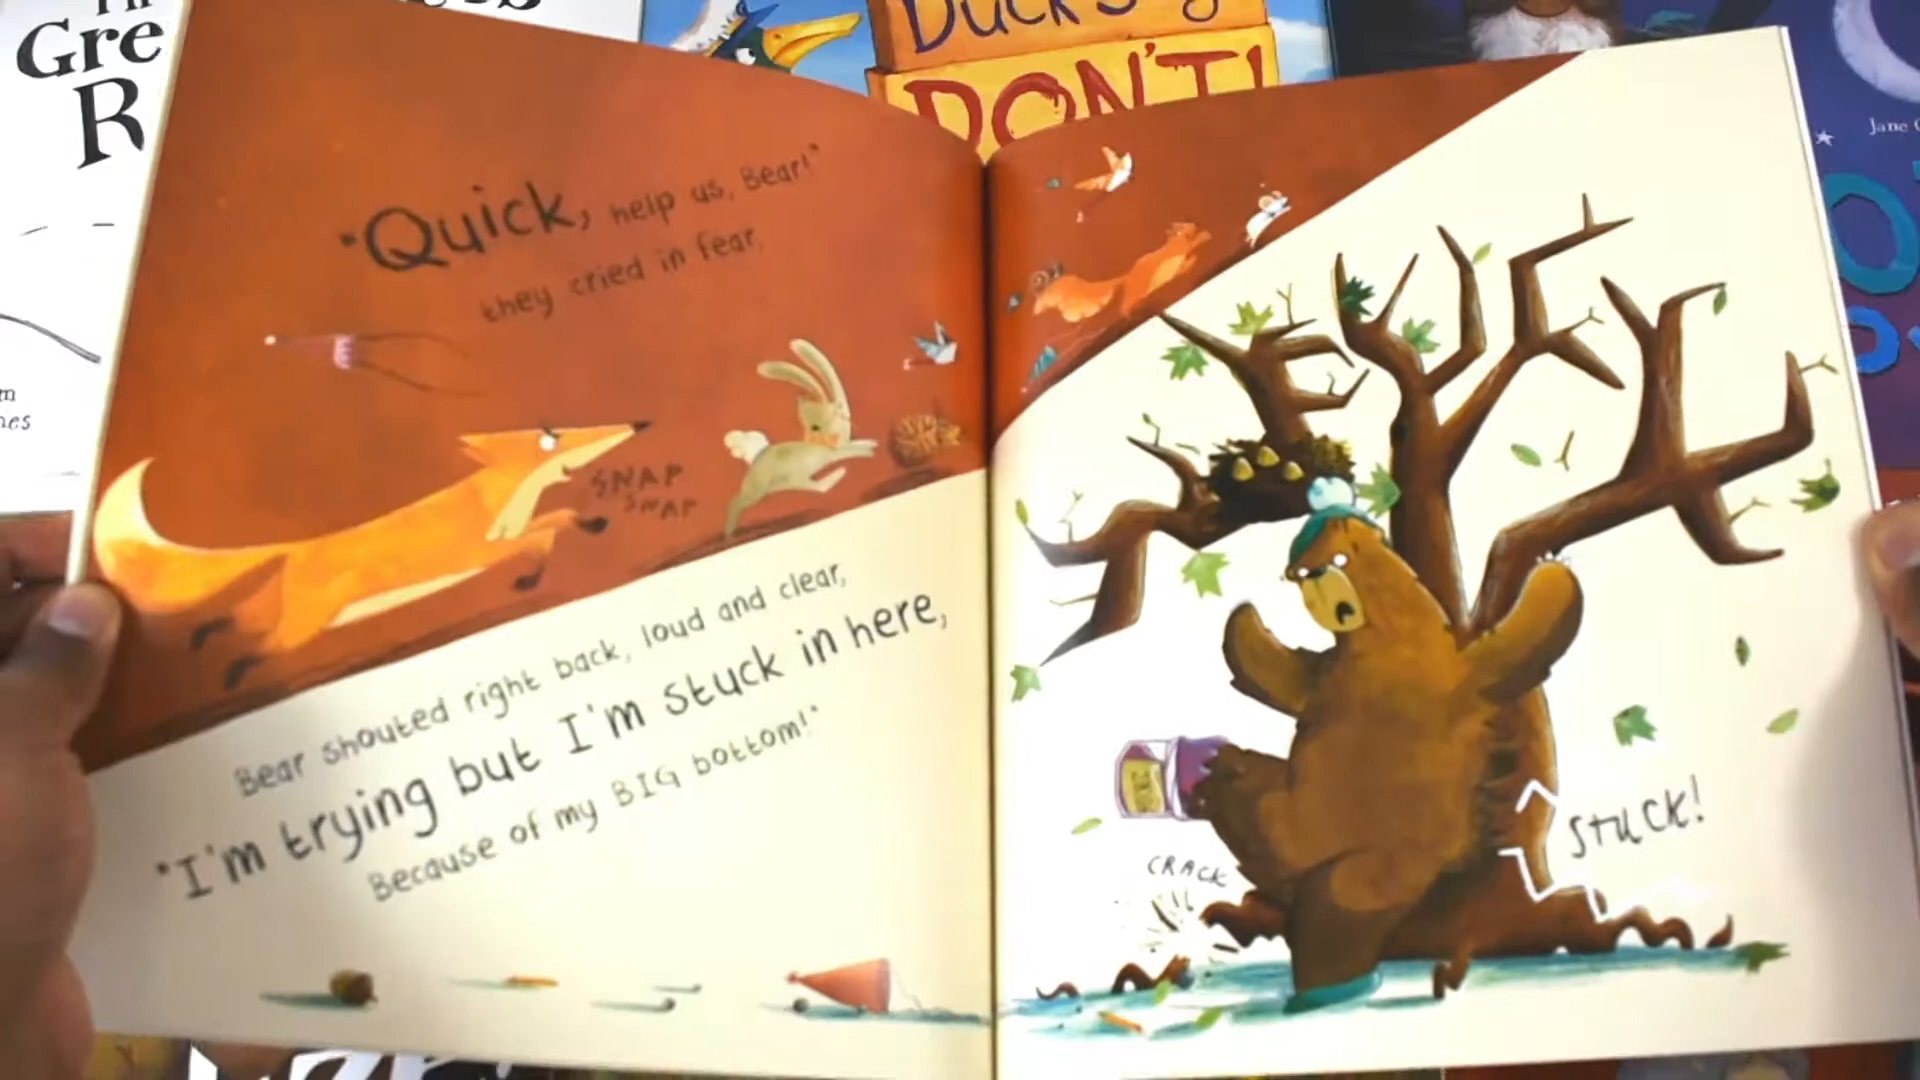 Gre
R
Duck's
DON'T!
Jane
"Quick, help us, Bear!"
they cried in fear.
SNAP
SNAP
Bear shouted right back, loud and clear,
"I'm trying but I'm stuck in here,
Because of my BIG bottom!"
CRACK
STUCK!